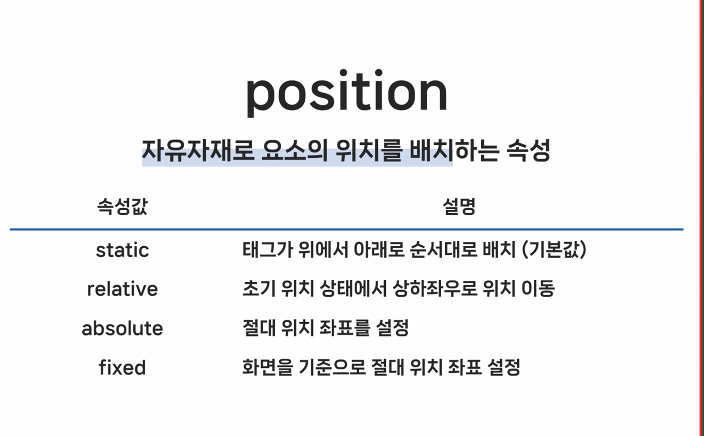 position
자유자재로 요소의 위치를 배치하는 속성
속성값 설명
static 태그가 위에서 아래로 순서대로 배치 (기본값)
relative 초기 위치 상태에서 상하좌우로 위치 이동
absolute 절대 위치 좌표를 설정
fixed 화면을 기준으로 절대 위치 좌표 설정